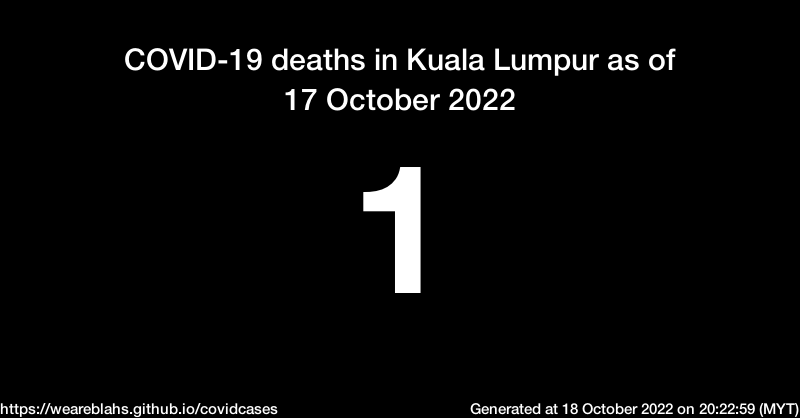 COVID-19 deaths in Kuala Lumpur as of
17 October 2022
1
https://weareblahs.github.io/covidcases
Generated at 18 October 2022 on 20:22:59 (MYT)